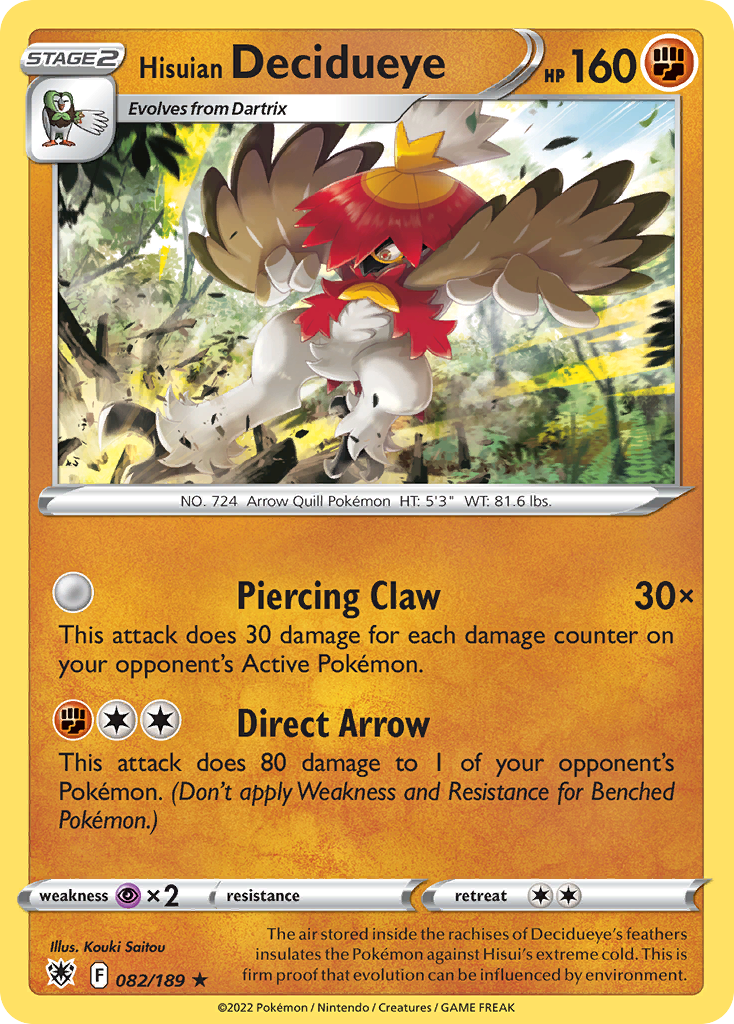 STAGE 2
Hisuian Decidueye
HP 160
Evolves from Dartrix
NO. 724 Arrow Quill Pokémon HT: 5'3" WT: 81.6 lbs.
Piercing Claw 30×
This attack does 30 damage for each damage counter on
your opponent's Active Pokémon.
Direct Arrow
This attack does 80 damage to 1 of your opponent's
Pokémon. (Don't apply Weakness and Resistance for Benched
Pokémon.)
weakness ×2 resistance retreat
Illus. Kouki Saitou
F 082/189 ★
The air stored inside the rachises of Decidueye's feathers
insulates the Pokémon against Hisui's extreme cold. This is
firm proof that evolution can be influenced by environment.
©2022 Pokémon / Nintendo / Creatures / GAME FREAK